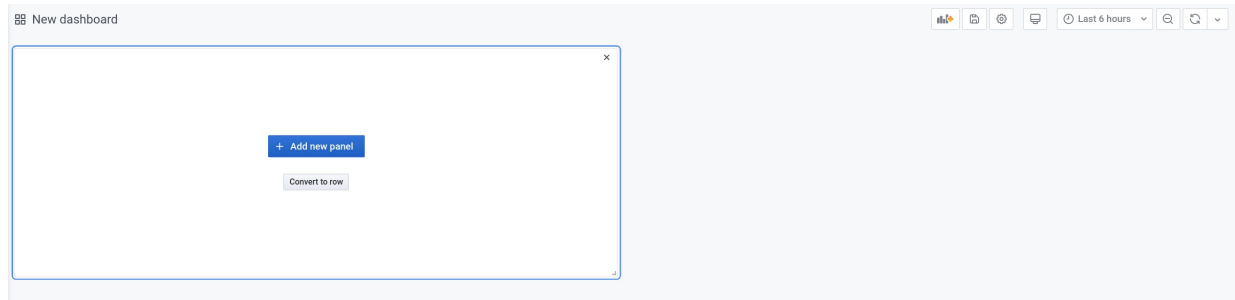 New dashboard
Last 6 hours
+ Add new panel
Convert to row